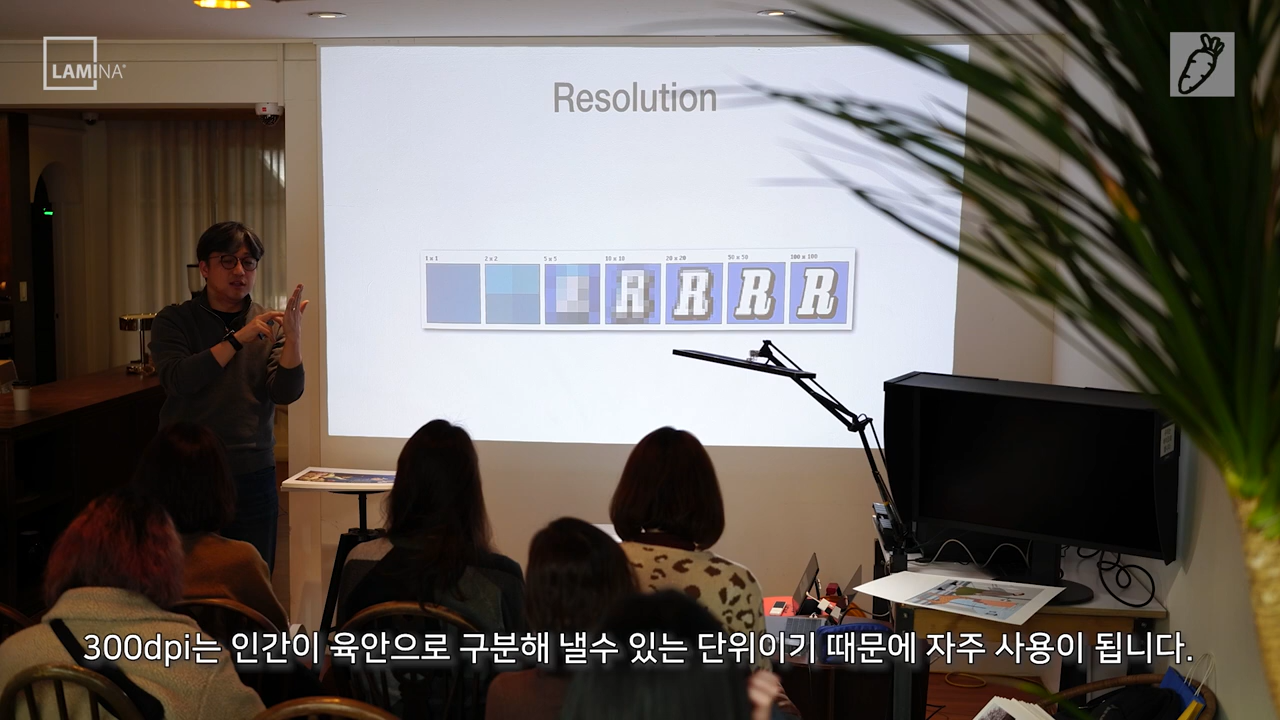 LAMINA
Resolution
1 x 1
2 x 2
5 x 5
10 x 10
20 x 20
50 x 50
100 x 100
R R R R R
300dpi는 인간이 육안으로 구분해 낼수 있는 단위이기 때문에 자주 사용이 됩니다.